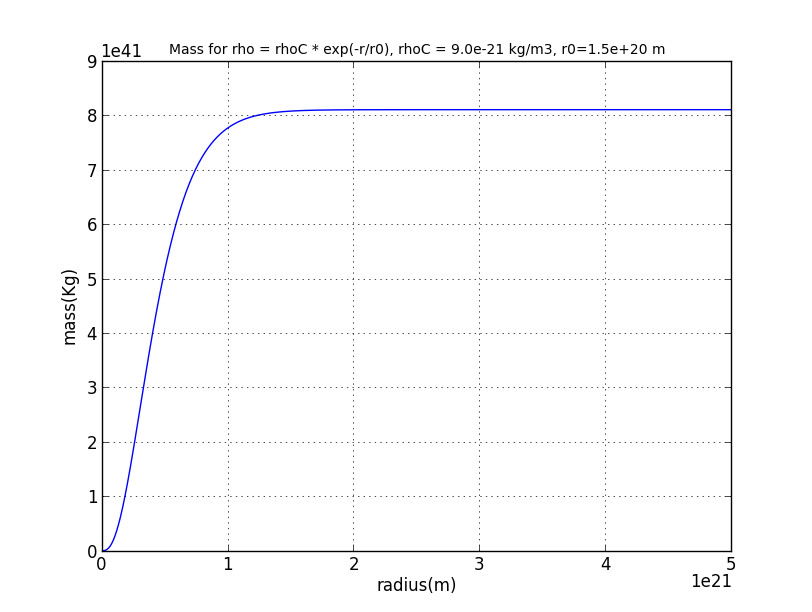 1e41
Mass for rho = rhoC * exp(-r/r0), rhoC = 9.0e-21 kg/m3, r0=1.5e+20 m
9
8
7
6
5
4
3
2
1
0
mass(Kg)
0 1 2 3 4 5
1e21
radius(m)